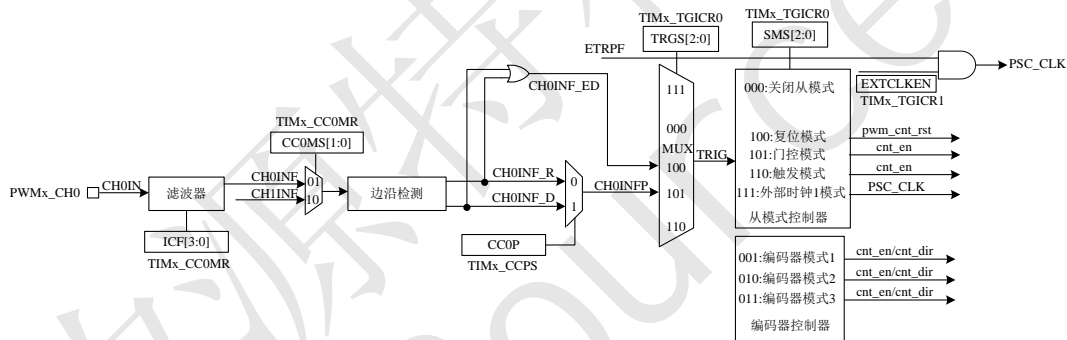 TIMx_TGICR0
TRGS[2:0]
TIMx_TGICR0
SMS[2:0]
ETRPF
PSC_CLK
EXTCLKEN
TIMx_TGICR1
111
000
MUX
100
101
110
TRIG
000:关闭从模式
100:复位模式
pwm_cnt_rst
101:门控模式
cnt_en
110:触发模式
cnt_en
111:外部时钟1模式
PSC_CLK
从模式控制器
CH0INF_ED
TIMx_CC0MR
CC0MS[1:0]
PWMx_CH0
CH0IN
滤波器
CH0INF
CH1INF
01
10
边沿检测
CH0INF_R
CH0INF_D
0
1
CH0INFP
ICF[3:0]
TIMx_CC0MR
CC0P
TIMx_CCPS
001:编码器模式1
cnt_en/cnt_dir
010:编码器模式2
cnt_en/cnt_dir
011:编码器模式3
cnt_en/cnt_dir
编码器控制器